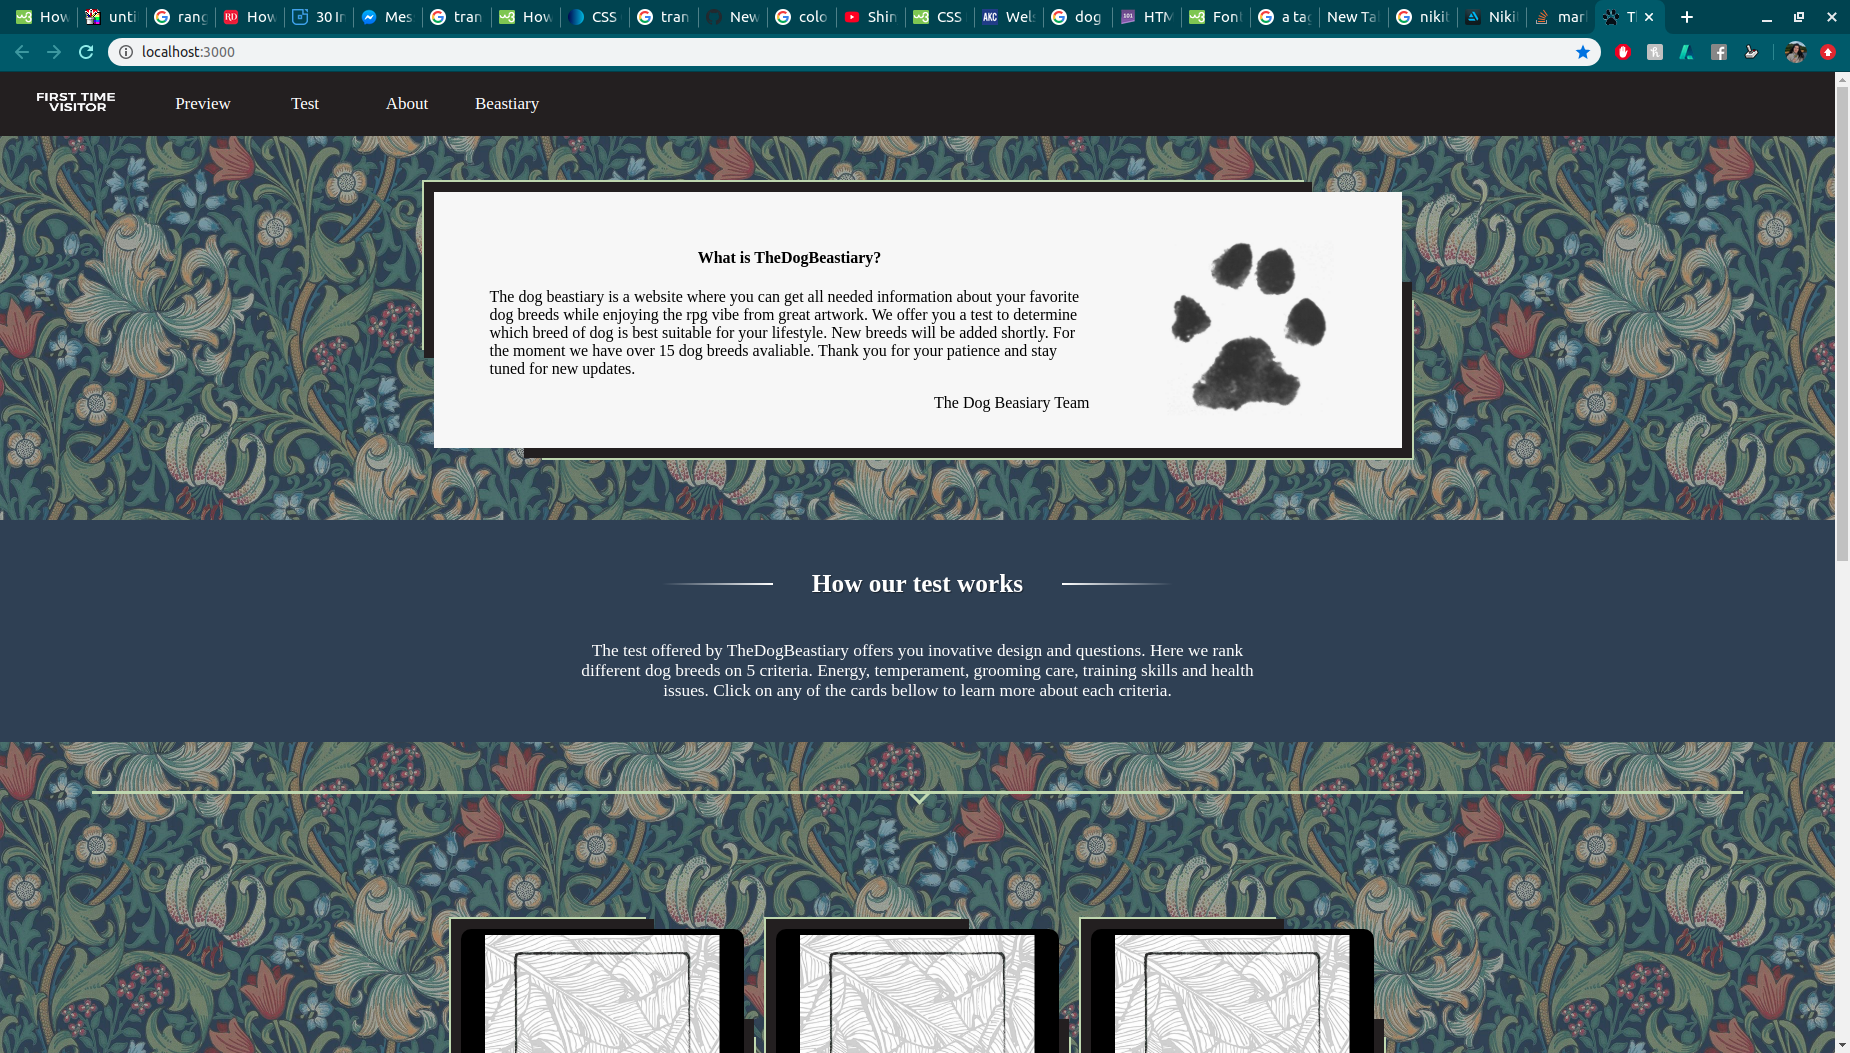 How
unti
rang
How
30 In
Mes
tran
How
CSS
tran
New
colo
Shin
CSS
Wels
dog
HTM
Font
a tag
New Tab
nikit
Nikit
marl
localhost:3000
FIRST TIME
VISITOR
Preview
Test
About
Beastiary
What is TheDogBeastiary?
The dog beastiary is a website where you can get all needed information about your favorite
dog breeds while enjoying the rpg vibe from great artwork. We offer you a test to determine
which breed of dog is best suitable for your lifestyle. New breeds will be added shortly. For
the moment we have over 15 dog breeds avaliable. Thank you for your patience and stay
tuned for new updates.
The Dog Beasiary Team
How our test works
The test offered by TheDogBeastiary offers you inovative design and questions. Here we rank
different dog breeds on 5 criteria. Energy, temperament, grooming care, training skills and health
issues. Click on any of the cards bellow to learn more about each criteria.